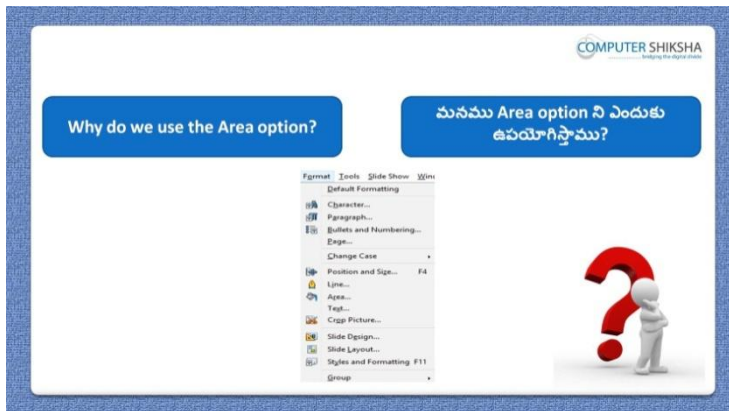 COMPUTER SHIKSHA
Bridging the digital divide
Why do we use the Area option?
మనము Area option ని ఎందుకు
ఉపయోగిస్తాము?
Format Tools Slide Show Win
Default Formatting
Character...
Paragraph...
Bullets and Numbering...
Page...
Change Case
Position and Size... F4
Line...
Area...
Text...
Crop Picture...
Slide Design...
Slide Layout...
Styles and Formatting F11
Group